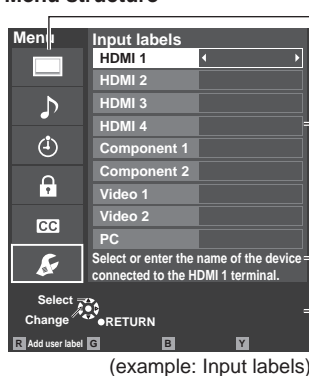 Menu structure
Menu
Input labels
HDMI 1
HDMI 2
HDMI 3
HDMI 4
Component 1
Component 2
Video 1
Video 2
CC
PC
Select or enter the name of the device
connected to the HDMI 1 terminal.
Select
Change
RETURN
R Add user label G B Y
(example: Input labels)